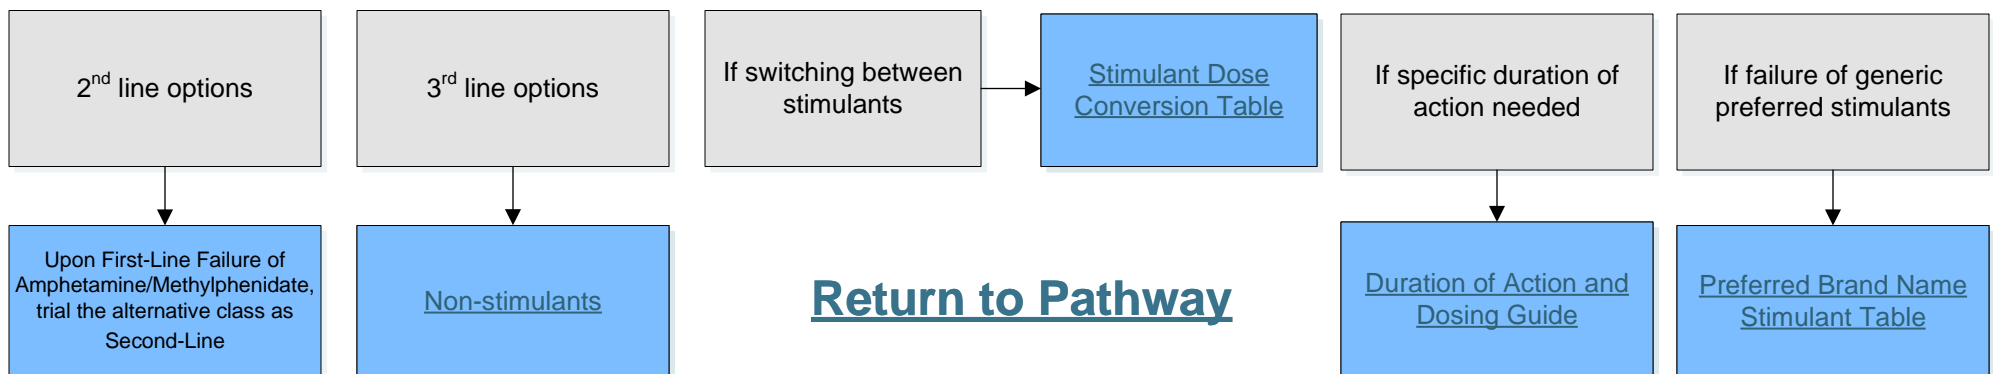 2nd line options
3rd line options
If switching between
stimulants
Stimulant Dose
Conversion Table
If specific duration of
action needed
If failure of generic
preferred stimulants
Upon First-Line Failure of
Amphetamine/Methylphenidate,
trial the alternative class as
Second-Line
Non-stimulants
Return to Pathway
Duration of Action and
Dosing Guide
Preferred Brand Name
Stimulant Table